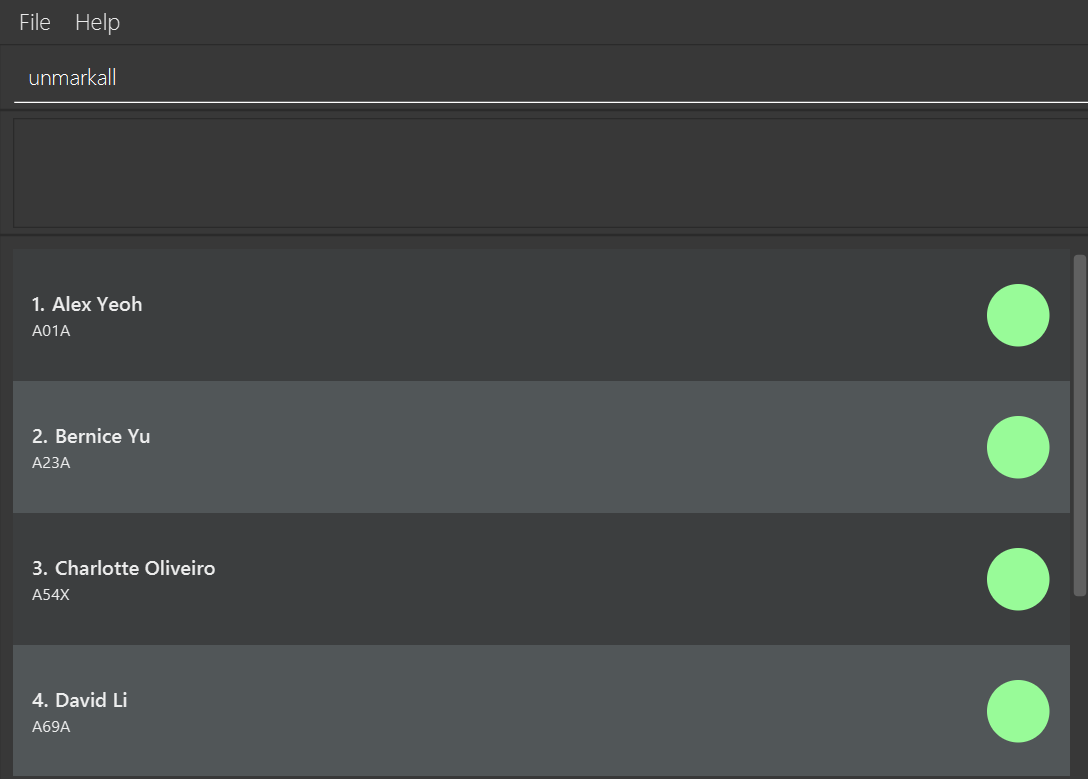 File Help
unmarkall
1. Alex Yeoh
A01A
2. Bernice Yu
A23A
3. Charlotte Oliveiro
A54X
4. David Li
A69A